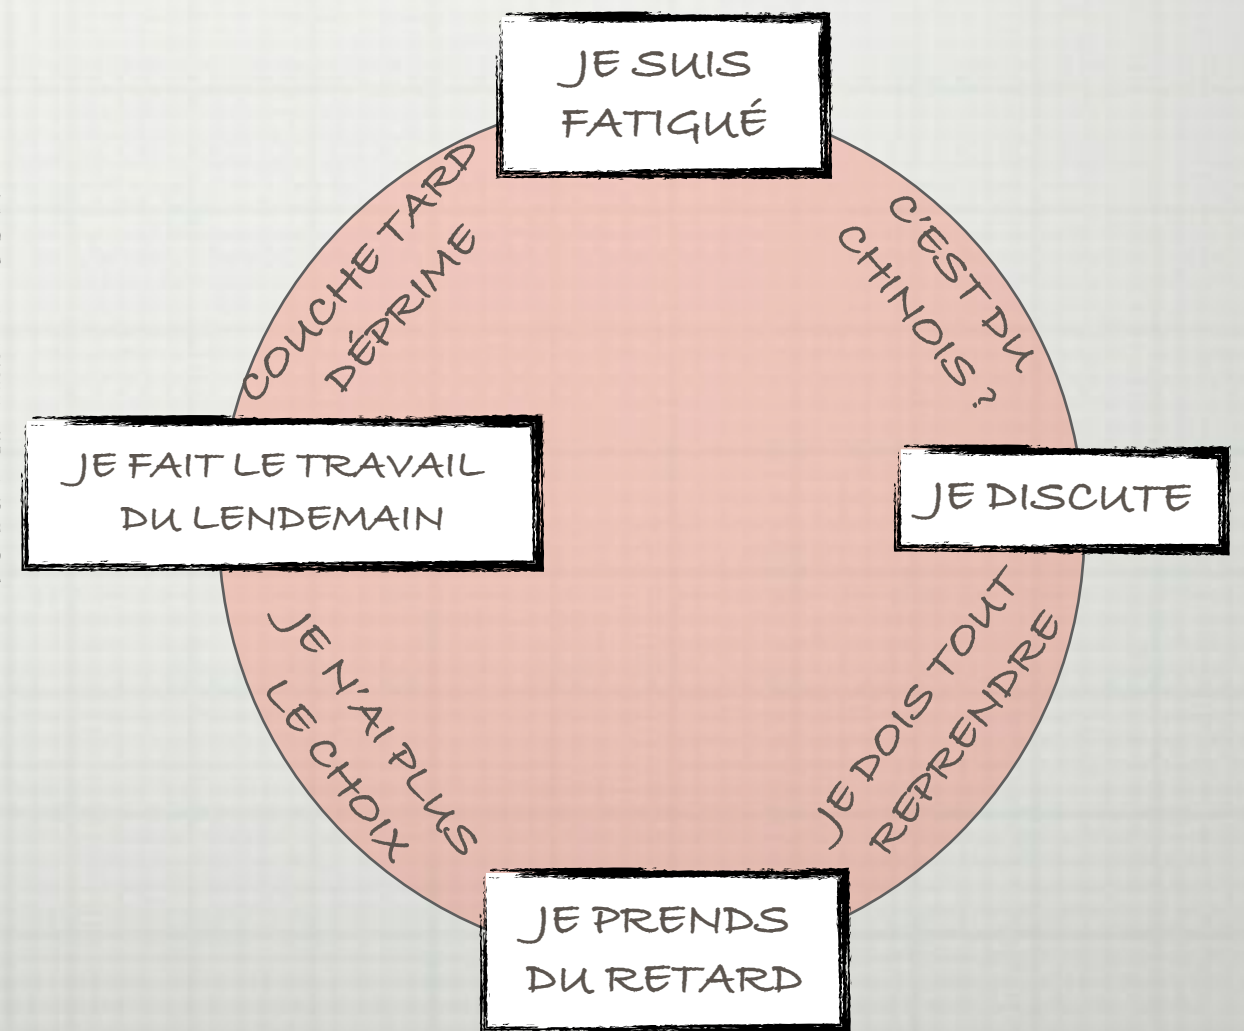 JE SUIS
FATIGUÉ
C'EST DU
CHINOIS ?
JE DISCUTE
JE DOIS TOUT
REPRENDRE
JE PRENDS
DU RETARD
JE N'AI PLUS
LE CHOIX
JE FAIT LE TRAVAIL
DU LENDEMAIN
COUCHE TARD
DÉPRIME